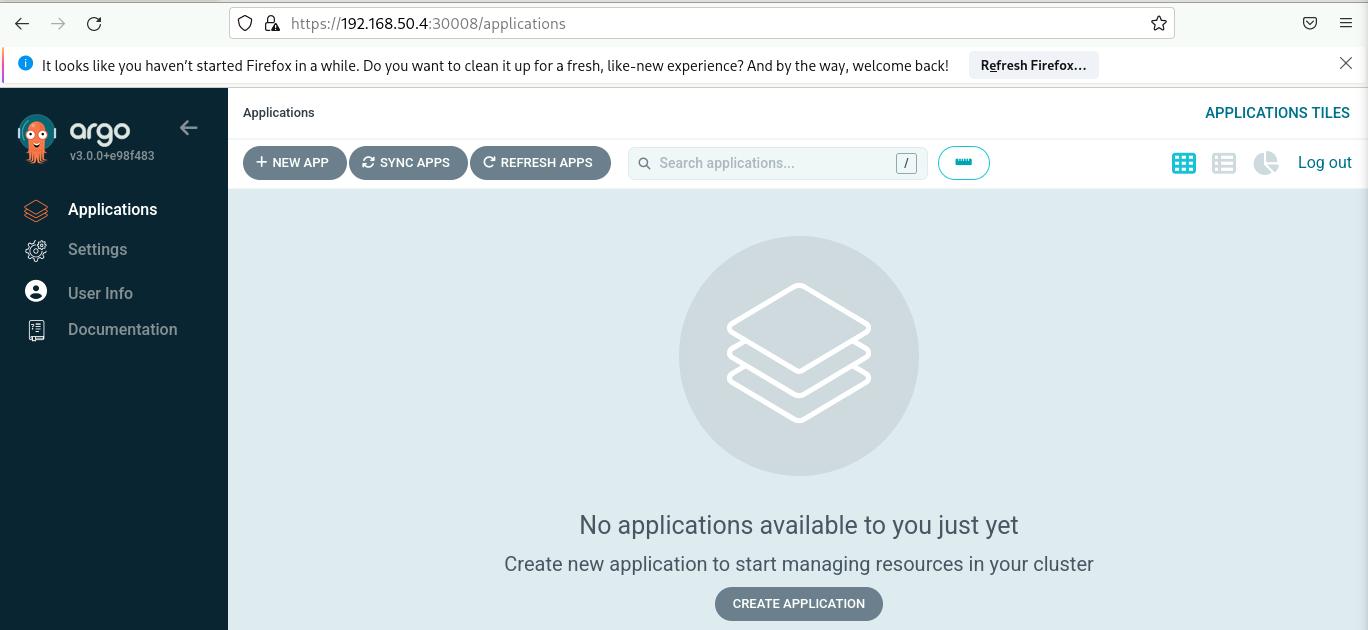 https://192.168.50.4:30008/applications
It looks like you haven't started Firefox in a while. Do you want to clean it up for a fresh, like-new experience? And by the way, welcome back! Refresh Firefox...
argo
v3.0.0+e98f483
Applications
Settings
User Info
Documentation
Applications APPLICATIONS TILES
+ NEW APP SYNC APPS REFRESH APPS Search applications... / Log out
No applications available to you just yet
Create new application to start managing resources in your cluster
CREATE APPLICATION